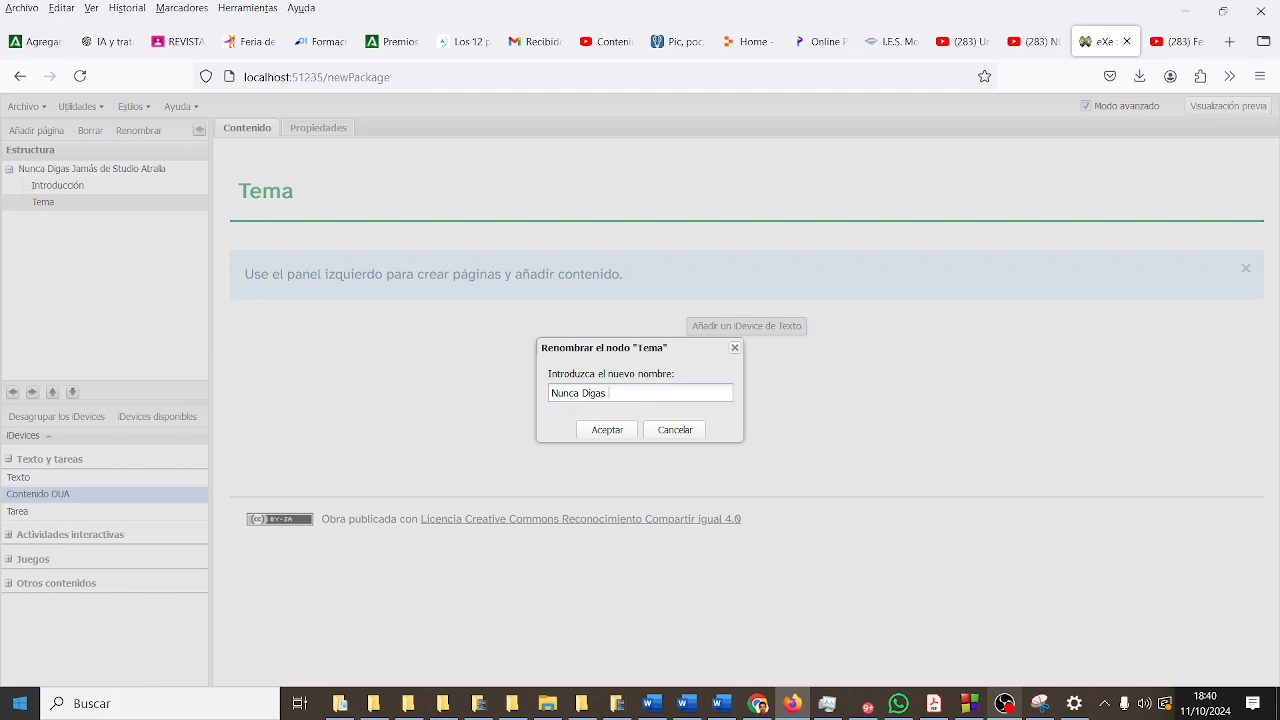 Archivo Editar Ver Historial Marcadores Herramientas Ayuda
Agregar IA y trat REVISTA Feria de Formaci Premios Los 12 p Recibid Conteni Pic, poc, Home - Online P I.E.S. Mo (283) Ur (283) NI eXe : (283) Fe
localhost:51235/newPackage
Archivo Utilidades Estilos Ayuda Modo avanzado Visualización previa
Añadir página Borrar Renombrar Contenido Propiedades
Estructura
Nunca Digas Jamás de Studio Atralla
Introducción
Tema
Tema
Use el panel izquierdo para crear páginas y añadir contenido.
Añadir un iDevice de Texto
Renombrar el nodo "Tema"
Introduzca el nuevo nombre:
Nunca Digas
Aceptar Cancelar
Desagrupar los iDevices iDevices disponibles
iDevices
Texto y tareas
Texto
Contenido DUA
Tarea
Actividades interactivas
Juegos
Otros contenidos
(cc) BY-SA Obra publicada con Licencia Creative Commons Reconocimiento Compartir igual 4.0
Buscar
18:40
11/10/2024